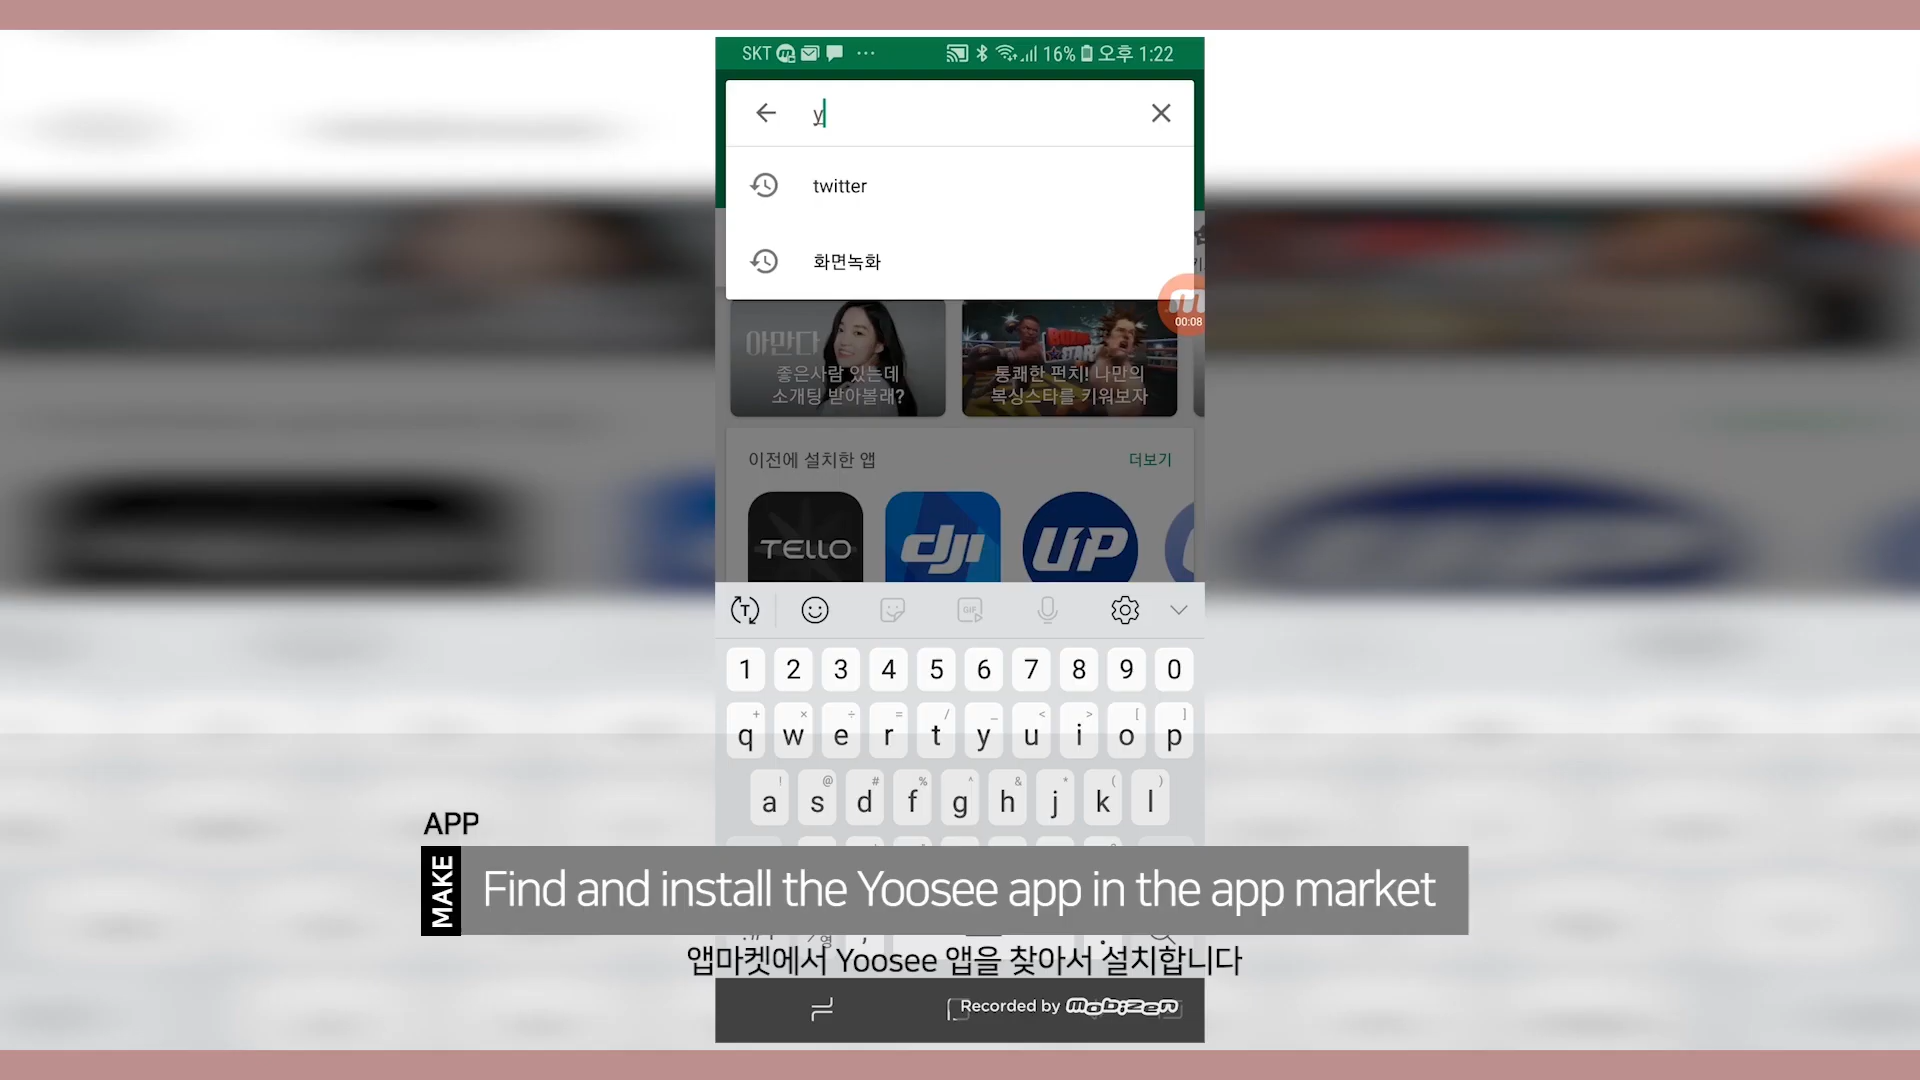 SKT 16% 오후 1:22
y
twitter
화면녹화
00:08
아만다
좋은사람 있는데
소개팅 받아볼래?
통쾌한 펀치! 나만의
복싱스타를 키워보자
이전에 설치한 앱 더보기
TELLO dji UP
GIF
1 2 3 4 5 6 7 8 9 0
q w e r t y u i o p
a s d f g h j k l
APP
MAKE
Find and install the Yoosee app in the app market
앱마켓에서 Yoosee 앱을 찾아서 설치합니다
Recorded by mobizen